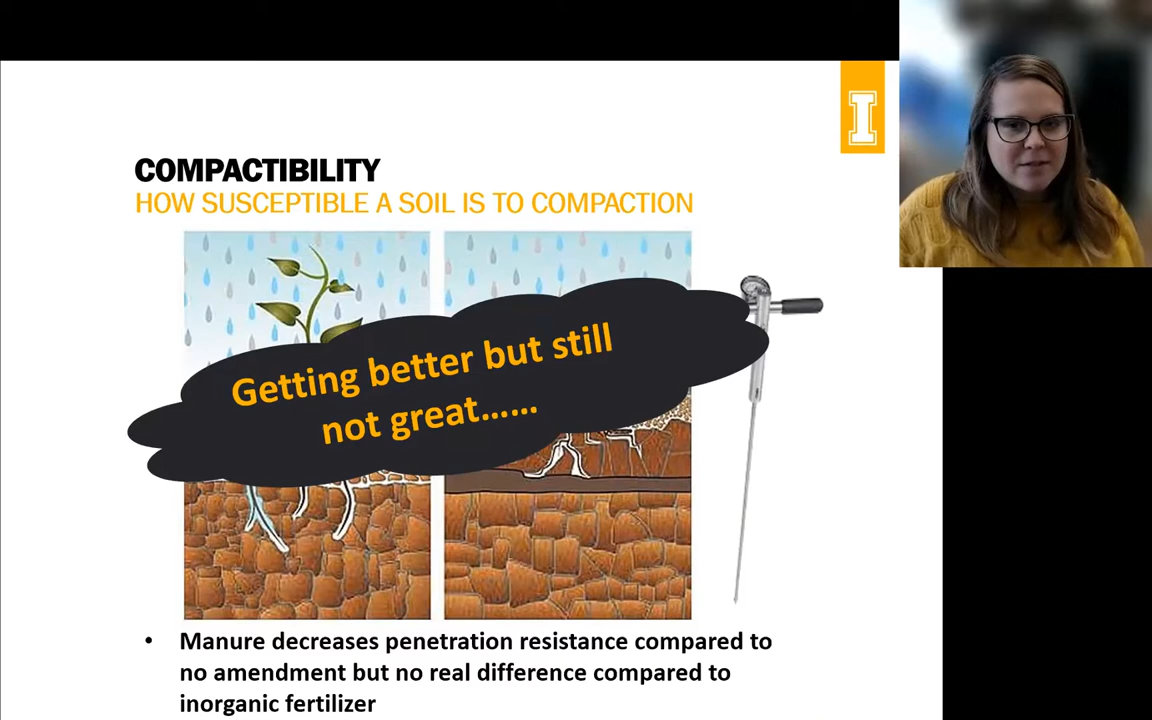 I
COMPACTIBILITY
HOW SUSCEPTIBLE A SOIL IS TO COMPACTION
Getting better but still
not great......
• Manure decreases penetration resistance compared to
no amendment but no real difference compared to
inorganic fertilizer